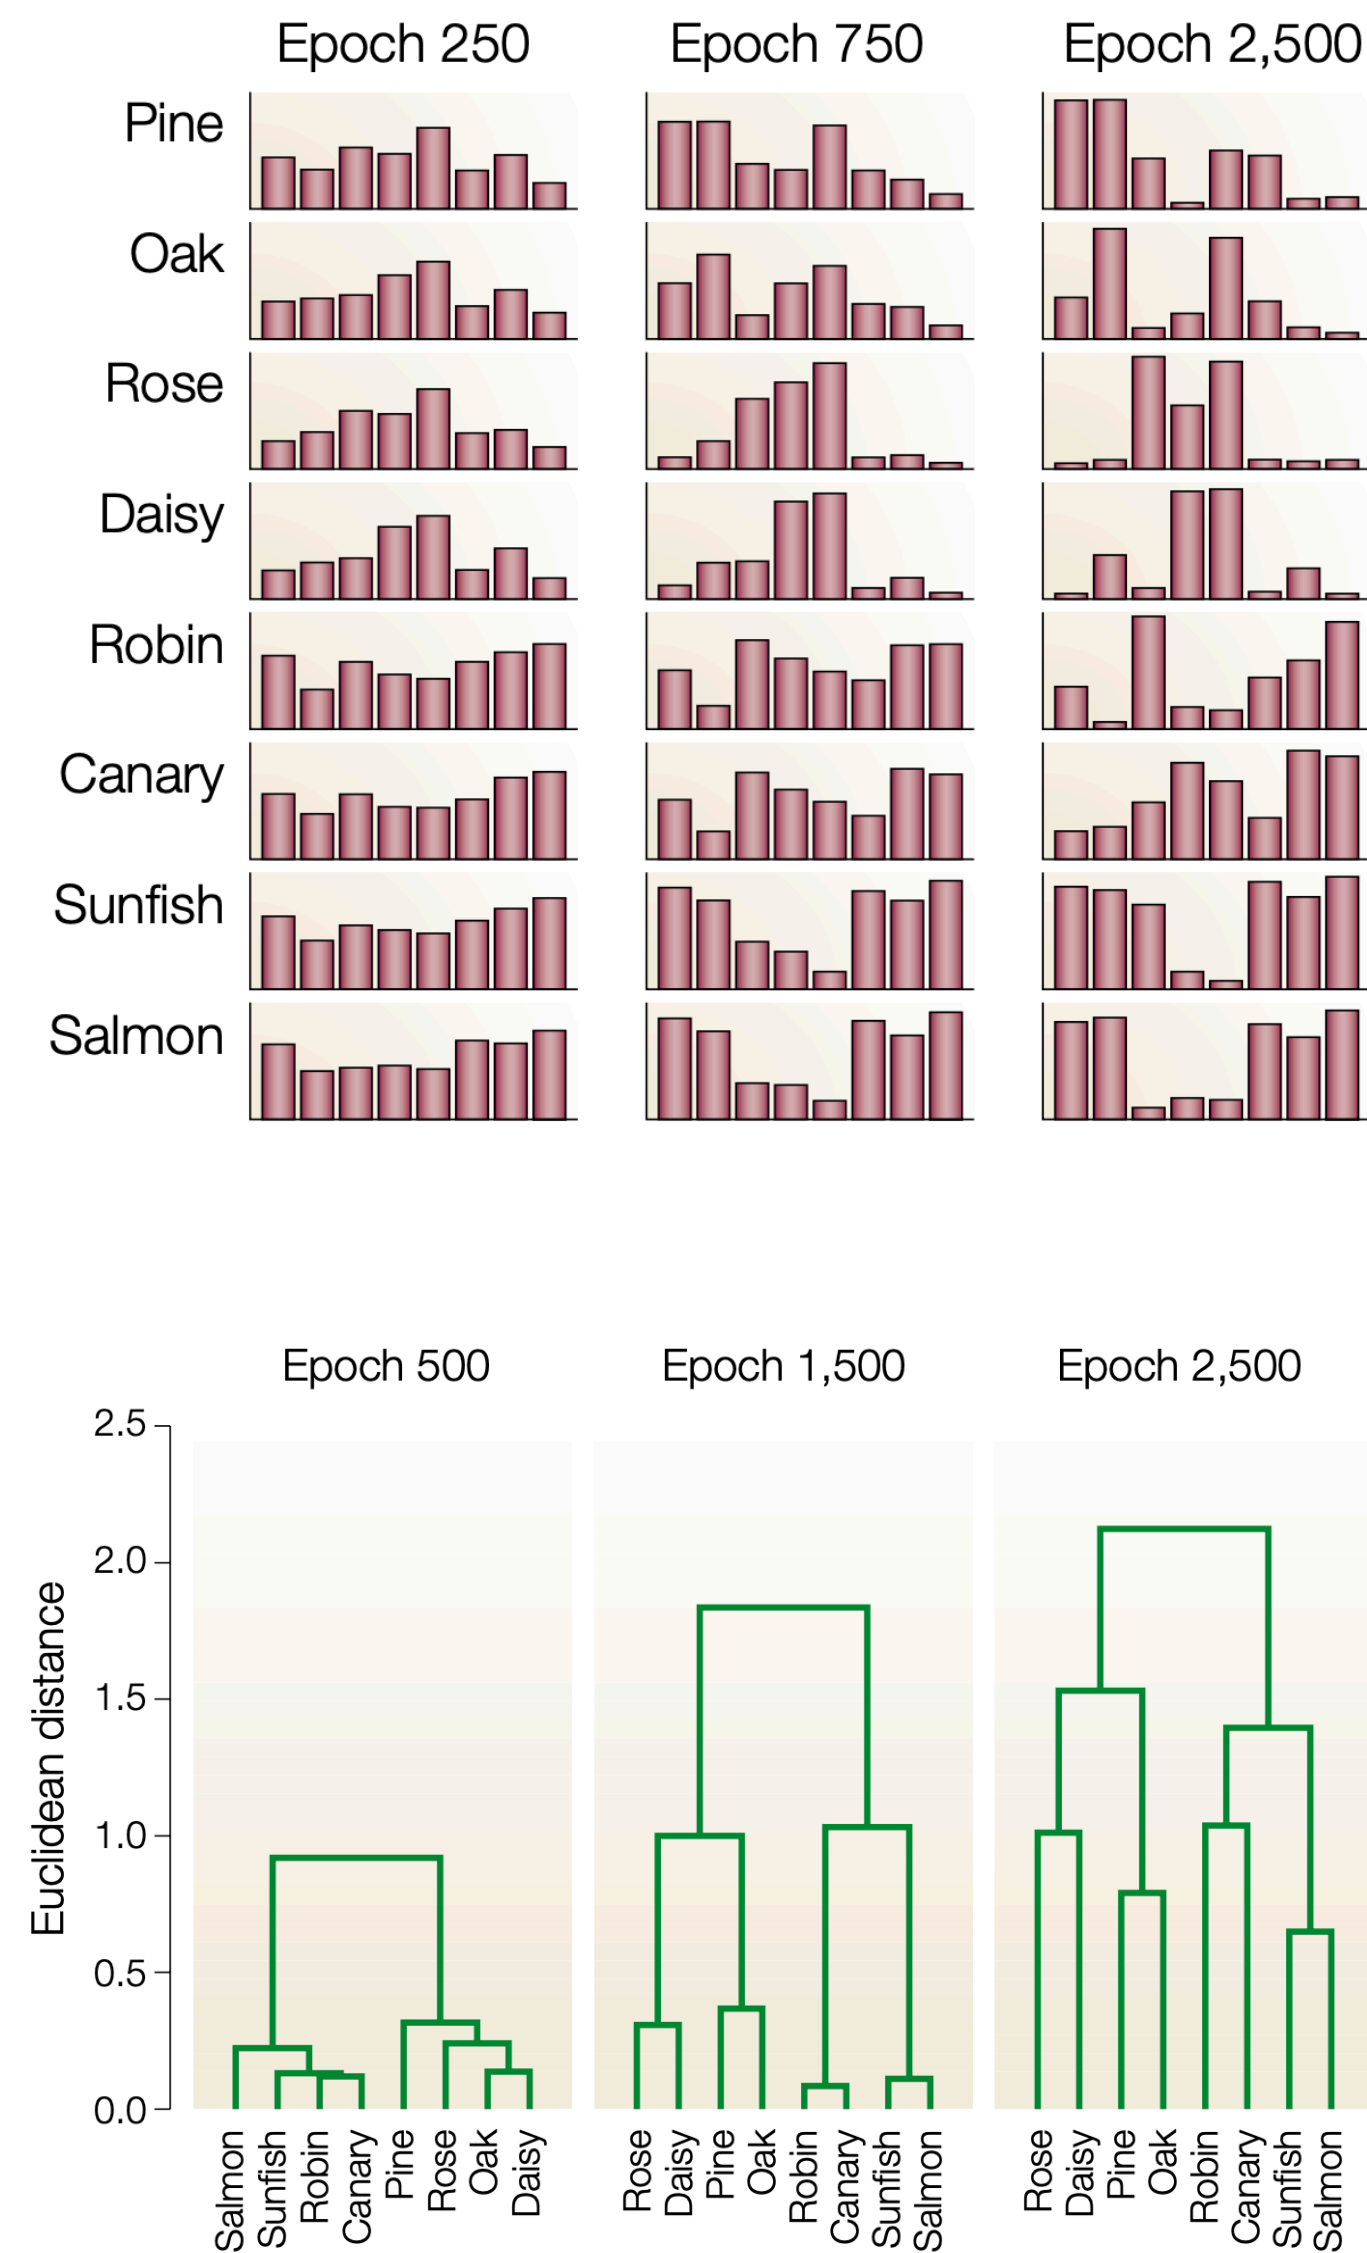 Epoch 250 Epoch 750 Epoch 2,500
Pine
Oak
Rose
Daisy
Robin
Canary
Sunfish
Salmon
Epoch 500 Epoch 1,500 Epoch 2,500
2.5
2.0
1.5
1.0
0.5
0.0
Euclidean distance
Salmon Sunfish Robin Canary Pine Rose Oak Daisy
Rose Daisy Pine Oak Robin Canary Sunfish Salmon
Rose Daisy Pine Oak Robin Canary Sunfish Salmon